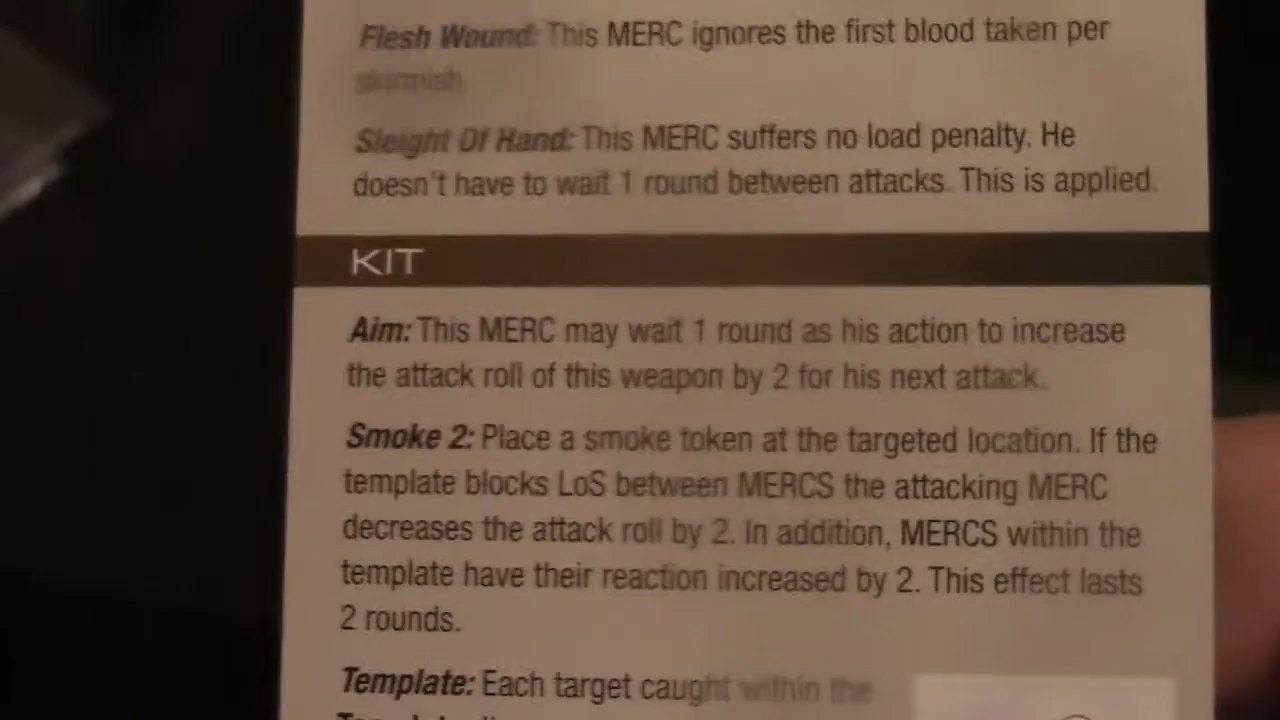 Flesh Wound: This MERC ignores the first blood taken per
skirmish.
Sleight Of Hand: This MERC suffers no load penalty. He
doesn't have to wait 1 round between attacks. This is applied.
KIT
Aim: This MERC may wait 1 round as his action to increase
the attack roll of this weapon by 2 for his next attack.
Smoke 2: Place a smoke token at the targeted location. If the
template blocks LoS between MERCS the attacking MERC
decreases the attack roll by 2. In addition, MERCS within the
template have their reaction increased by 2. This effect lasts
2 rounds.
Template: Each target caught within the